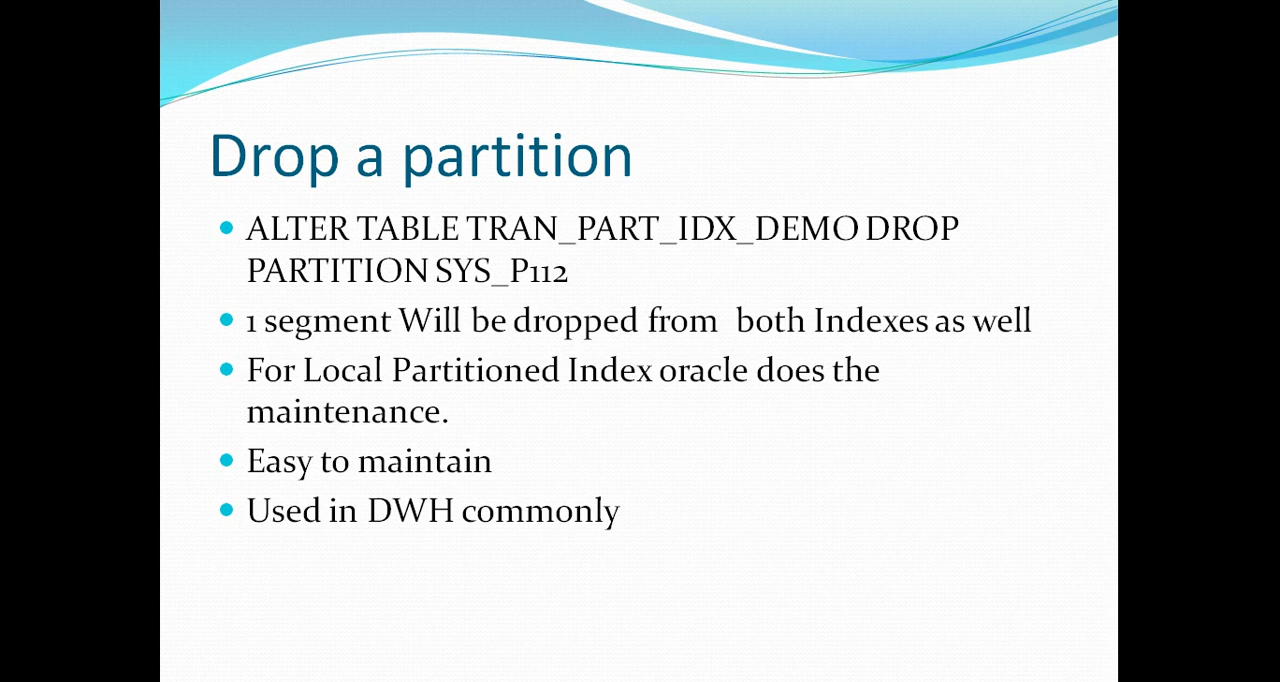 Drop a partition
ALTER TABLE TRAN_PART_IDX_DEMO DROP
PARTITION SYS_P112
1 segment Will be dropped from  both Indexes as well
For Local Partitioned Index oracle does the
maintenance.
Easy to maintain
Used in DWH commonly